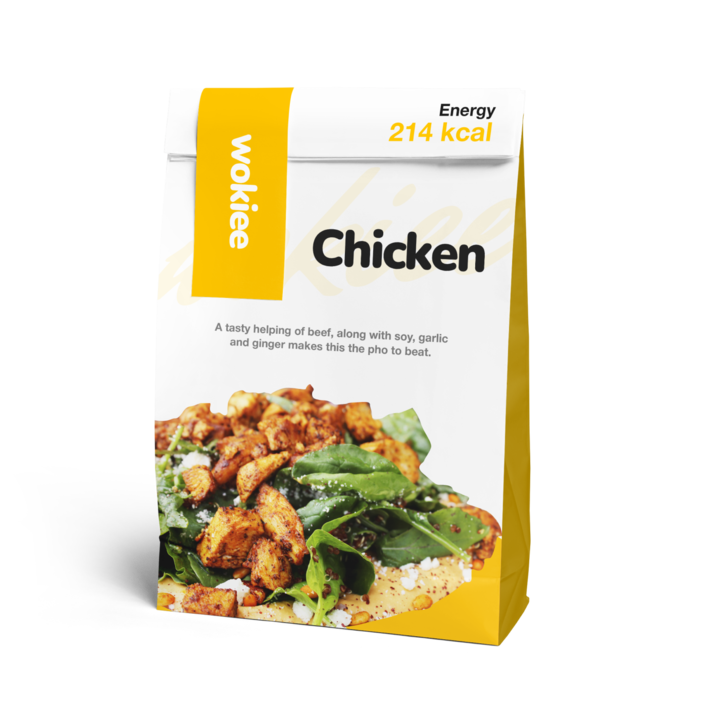 Energy
214 kcal
wokiee
wokiee
Chicken
A tasty helping of beef, along with soy, garlic
and ginger makes this the pho to beat.